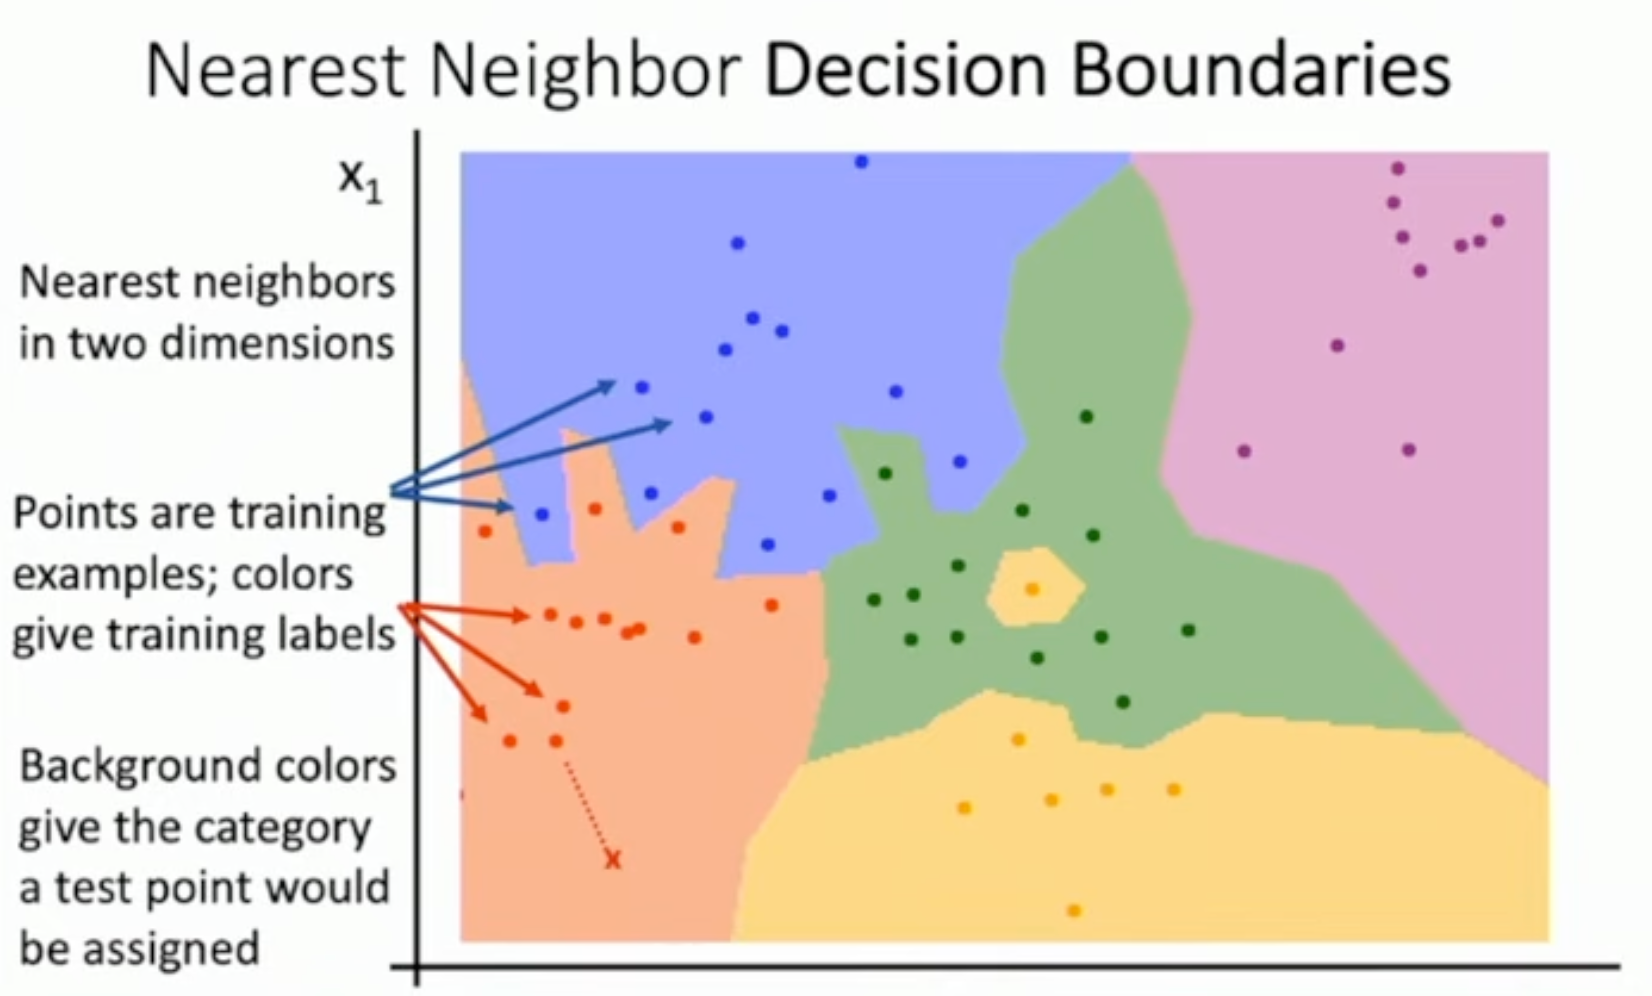 Nearest Neighbor Decision Boundaries
x₁
Nearest neighbors
in two dimensions
Points are training
examples; colors
give training labels
Background colors
give the category
a test point would
be assigned
x